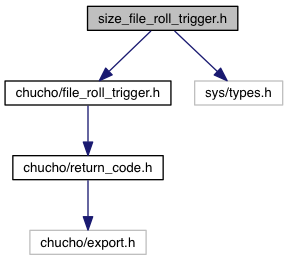 size_file_roll_trigger.h
chucho/file_roll_trigger.h
sys/types.h
chucho/return_code.h
chucho/export.h